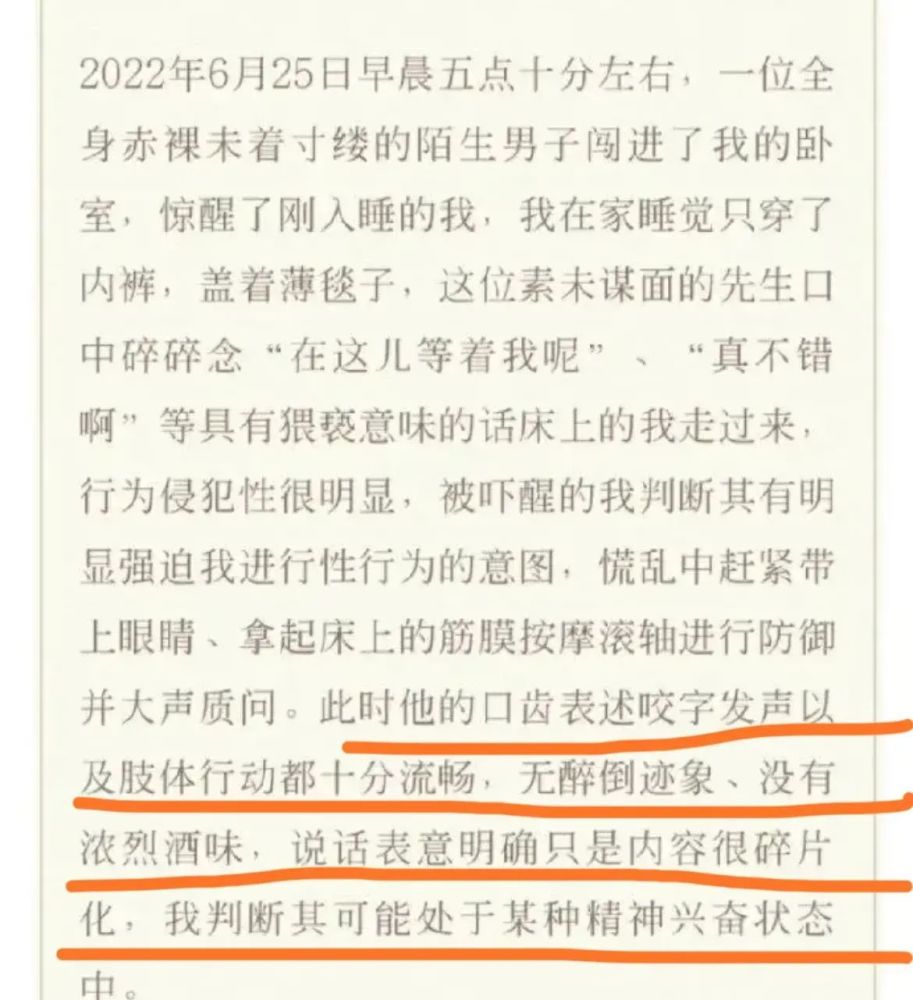 2022年6月25日早晨五点十分左右，一位全
身赤裸未着寸缕的陌生男子闯进了我的卧
室，惊醒了刚入睡的我，我在家睡觉只穿了
内裤，盖着薄毯子，这位素未谋面的先生口
中碎碎念“在这儿等着我呢”、“真不错
啊”等具有猥亵意味的话床上的我走过来，
行为侵犯性很明显，被吓醒的我判断其有明
显强迫我进行性行为的意图，慌乱中赶紧带
上眼睛、拿起床上的筋膜按摩滚轴进行防御
并大声质问。此时他的口齿表述咬字发声以
及肢体行动都十分流畅，无醉倒迹象、没有
浓烈酒味，说话表意明确只是内容很碎片
化，我判断其可能处于某种精神兴奋状态
中。